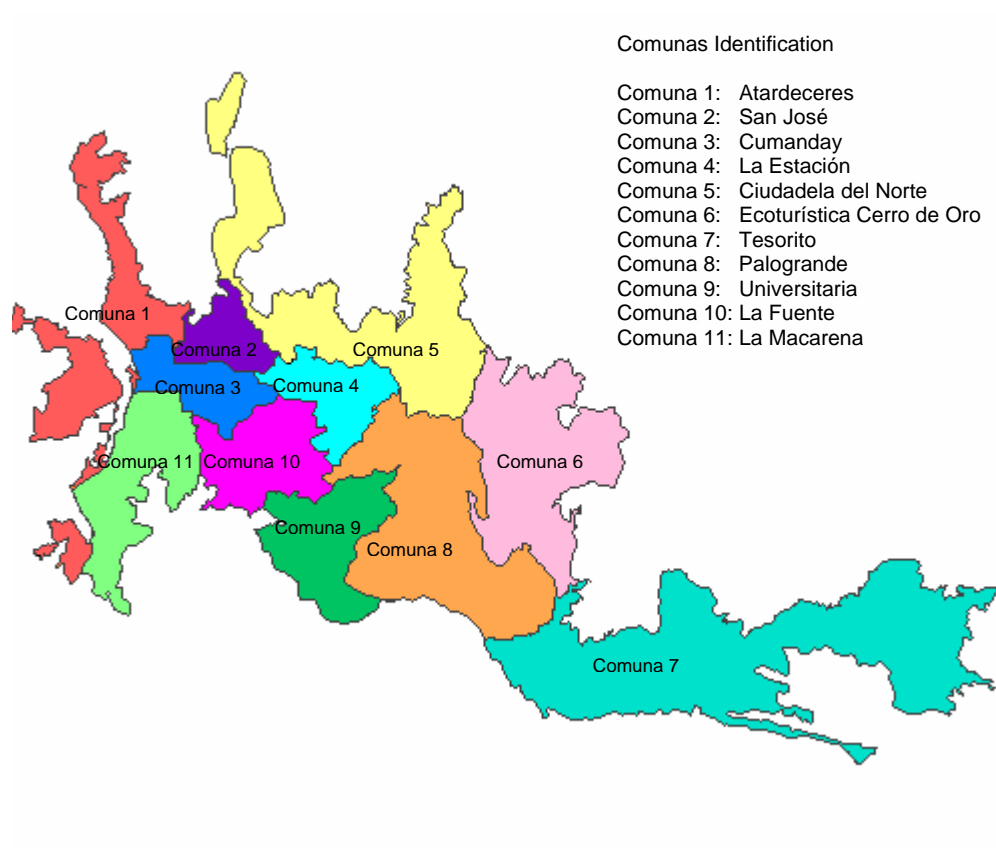 Comunas Identification
Comuna 1: Atardeceres
Comuna 2: San José
Comuna 3: Cumanday
Comuna 4: La Estación
Comuna 5: Ciudadela del Norte
Comuna 6: Ecoturística Cerro de Oro
Comuna 7: Tesorito
Comuna 8: Palogrande
Comuna 9: Universitaria
Comuna 10: La Fuente
Comuna 11: La Macarena
Comuna 1
Comuna 2
Comuna 5
Comuna 3
Comuna 4
Comuna 11
Comuna 10
Comuna 6
Comuna 9
Comuna 8
Comuna 7